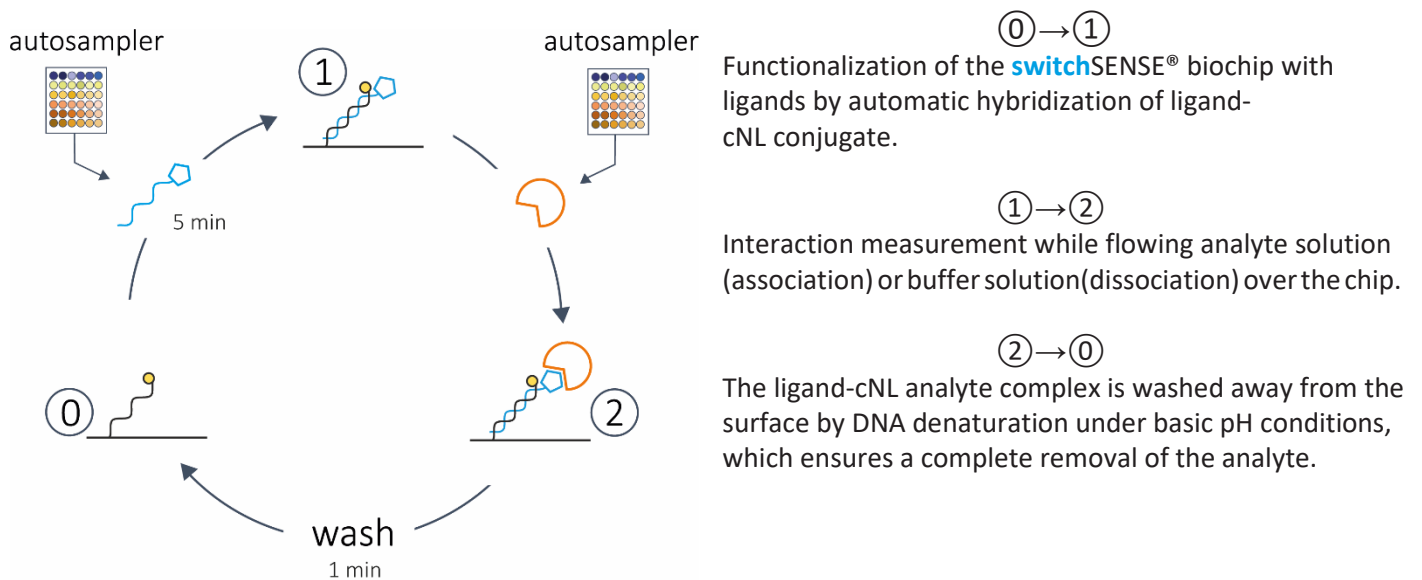 autosampler
autosampler
1
5 min
0
2
wash
1 min
0→1
Functionalization of the switchSENSE® biochip with
ligands by automatic hybridization of ligand-
cNL conjugate.
1→2
Interaction measurement while flowing analyte solution
(association) or buffer solution(dissociation) over the chip.
2→0
The ligand-cNL analyte complex is washed away from the
surface by DNA denaturation under basic pH conditions,
which ensures a complete removal of the analyte.